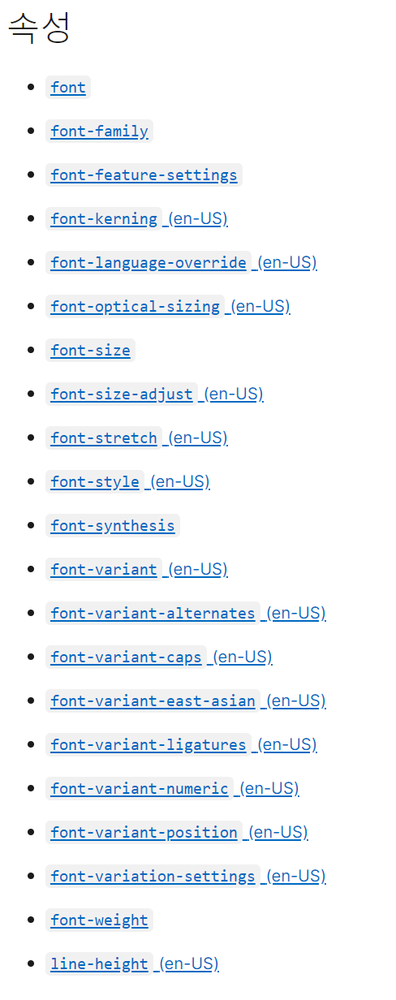 속성
font
font-family
font-feature-settings
font-kerning (en-US)
font-language-override (en-US)
font-optical-sizing (en-US)
font-size
font-size-adjust (en-US)
font-stretch (en-US)
font-style (en-US)
font-synthesis
font-variant (en-US)
font-variant-alternates (en-US)
font-variant-caps (en-US)
font-variant-east-asian (en-US)
font-variant-ligatures (en-US)
font-variant-numeric (en-US)
font-variant-position (en-US)
font-variation-settings (en-US)
font-weight
line-height (en-US)